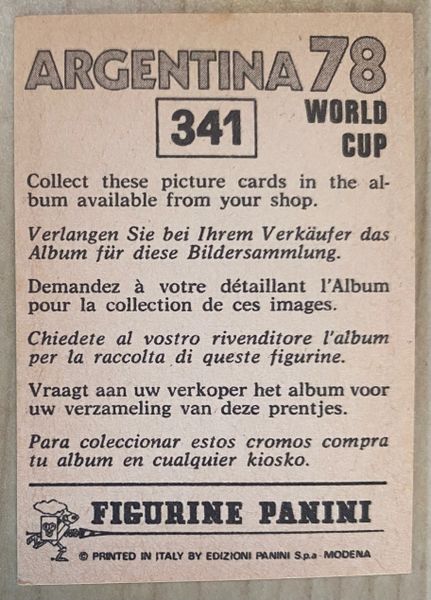 ARGENTINA 78
341
WORLD
CUP
Collect these picture cards in the al-
bum available from your shop.
Verlangen Sie bei Ihrem Verkäufer das
Album für diese Bildersammlung.
Demandez à votre détaillant l'Album
pour la collection de ces images.
Chiedete al vostro rivenditore l'album
per la raccolta di queste figurine.
Vraagt aan uw verkoper het album voor
uw verzameling van deze prentjes.
Para coleccionar estos cromos compra
tu album en cualquier kiosko.
FIGURINE PANINI
© PRINTED IN ITALY BY EDIZIONI PANINI S.p.a - MODENA